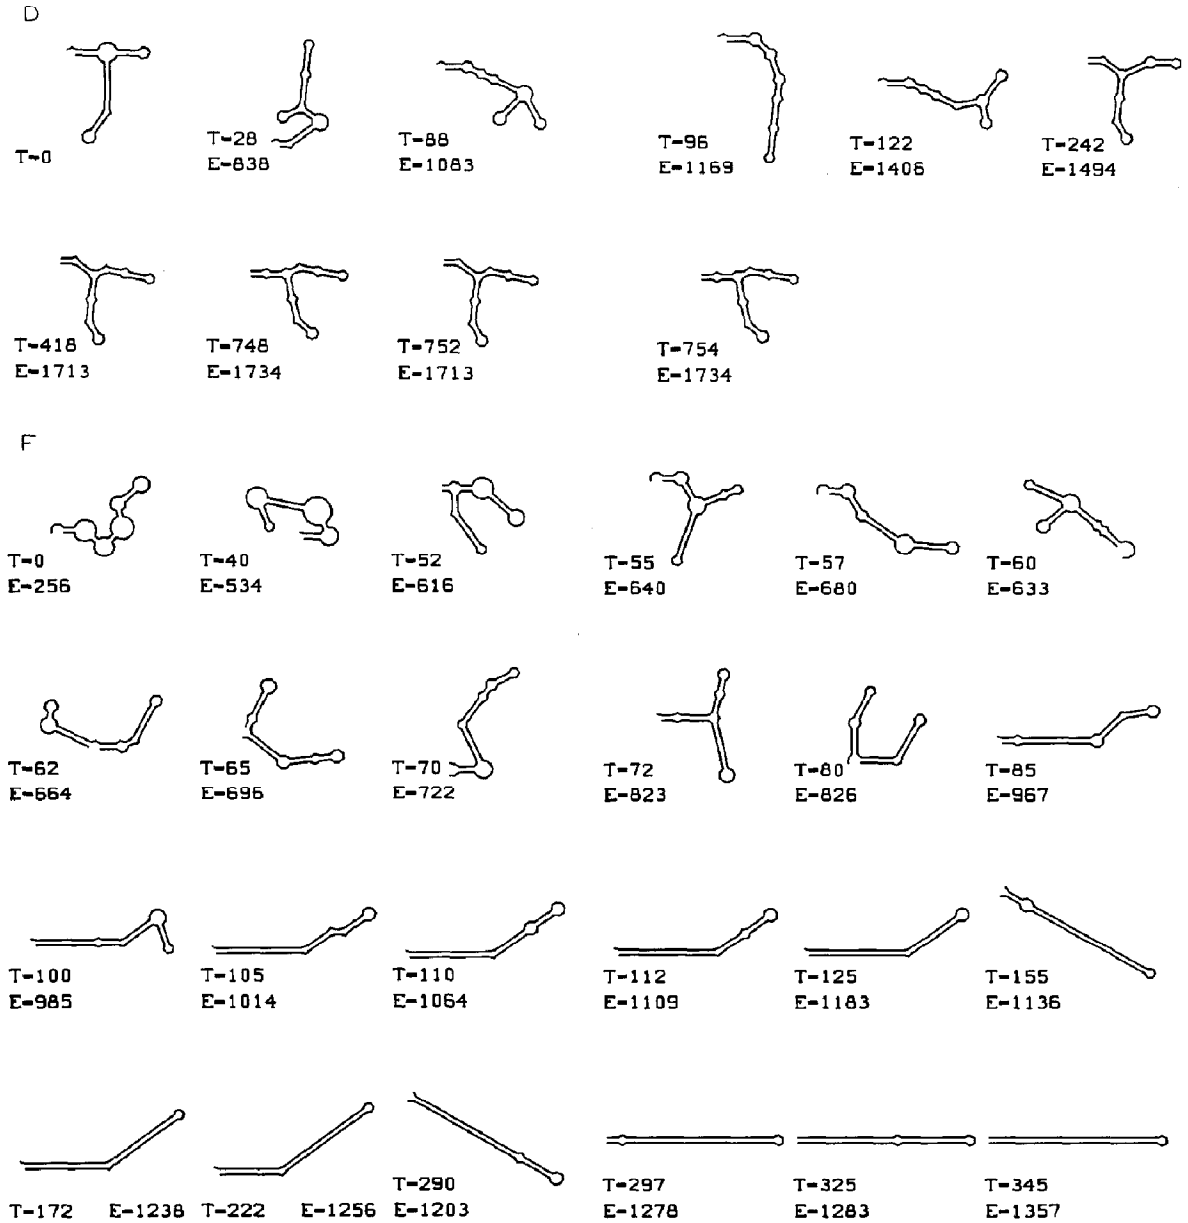 D
T=0
T=28
E=838
T=88
E=1083
T=96
E=1169
T=122
E=1406
T=242
E=1494
T=418
E=1713
T=748
E=1734
T=752
E=1713
T=754
E=1734
F
T=0
E=256
T=40
E=534
T=52
E=616
T=55
E=640
T=57
E=680
T=60
E=633
T=62
E=664
T=65
E=696
T=70
E=722
T=72
E=823
T=80
E=826
T=85
E=967
T=100
E=985
T=105
E=1014
T=110
E=1064
T=112
E=1109
T=125
E=1183
T=155
E=1136
T=172 E=1238
T=222 E=1256
T=290
E=1203
T=297
E=1278
T=325
E=1283
T=345
E=1357